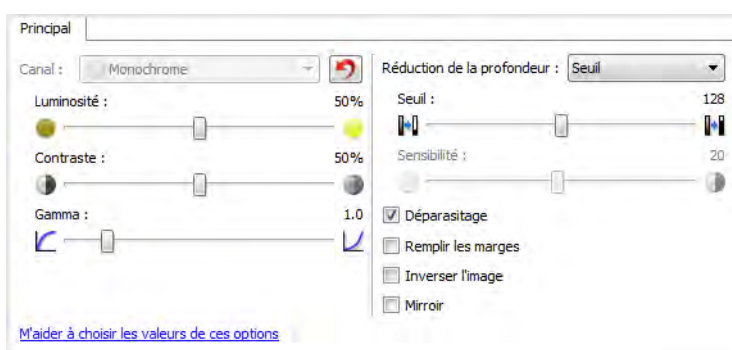 Principal
Canal : Monochrome
Luminosité : 50%
Contraste : 50%
Gamma : 1.0
M'aider à choisir les valeurs de ces options
Réduction de la profondeur : Seuil
Seuil : 128
Sensibilité : 20
Déparasitage
Remplir les marges
Inverser l'image
Mirroir